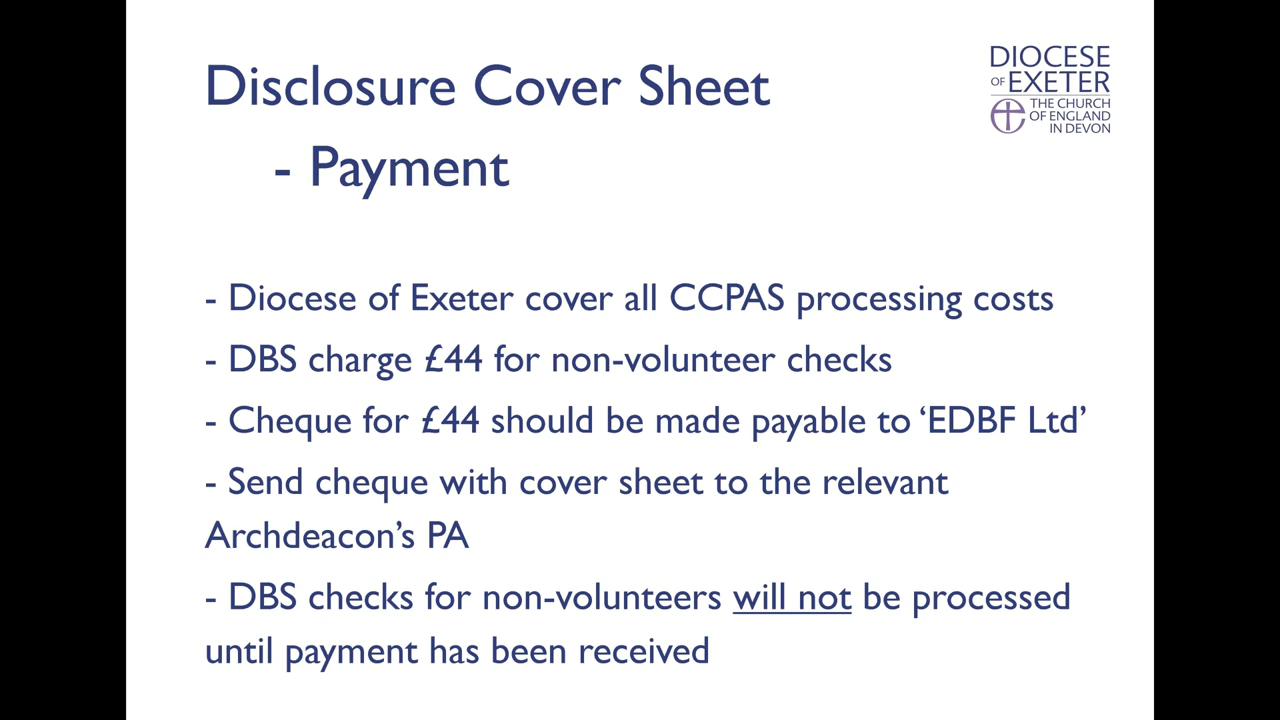 Disclosure Cover Sheet
- Payment
DIOCESE
OF EXETER
THE CHURCH
OF ENGLAND
IN DEVON
- Diocese of Exeter cover all CCPAS processing costs
- DBS charge £44 for non-volunteer checks
- Cheque for £44 should be made payable to ‘EDBF Ltd’
- Send cheque with cover sheet to the relevant
Archdeacon’s PA
- DBS checks for non-volunteers will not be processed
until payment has been received